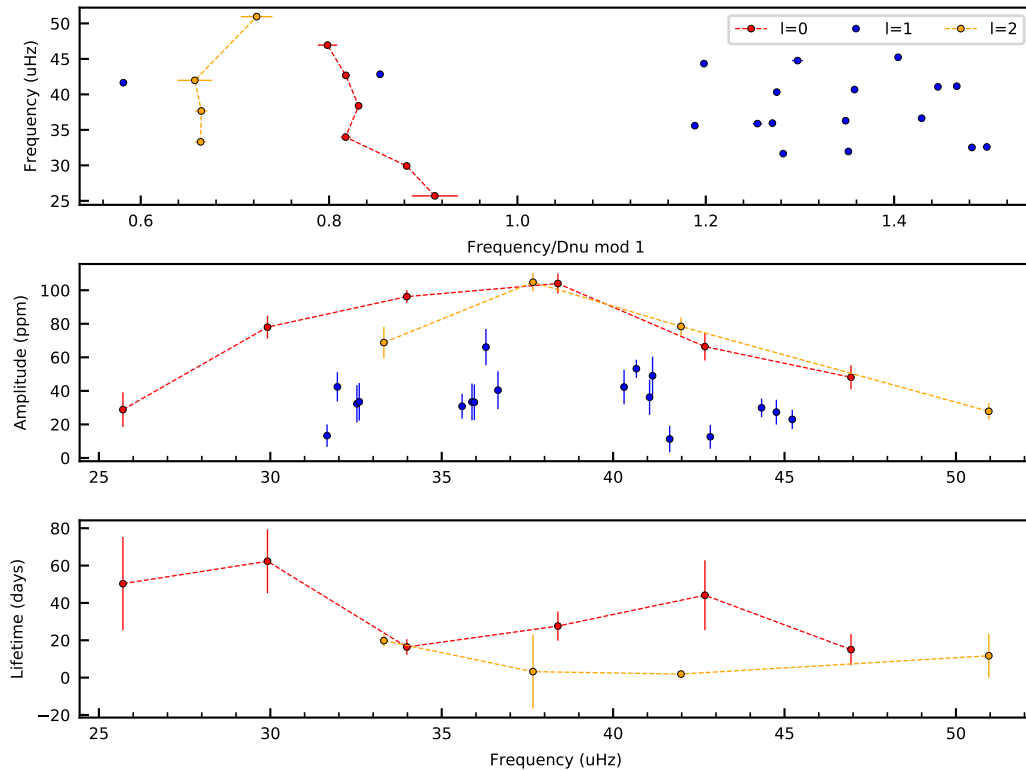 50
45
40
35
30
25
Frequency (uHz)
l=0 l=1 l=2
0.6 0.8 1.0 1.2 1.4
Frequency/Dnu mod 1
100
80
60
40
20
0
Amplitude (ppm)
25 30 35 40 45 50
80
60
40
20
0
−20
Lifetime (days)
25 30 35 40 45 50
Frequency (uHz)